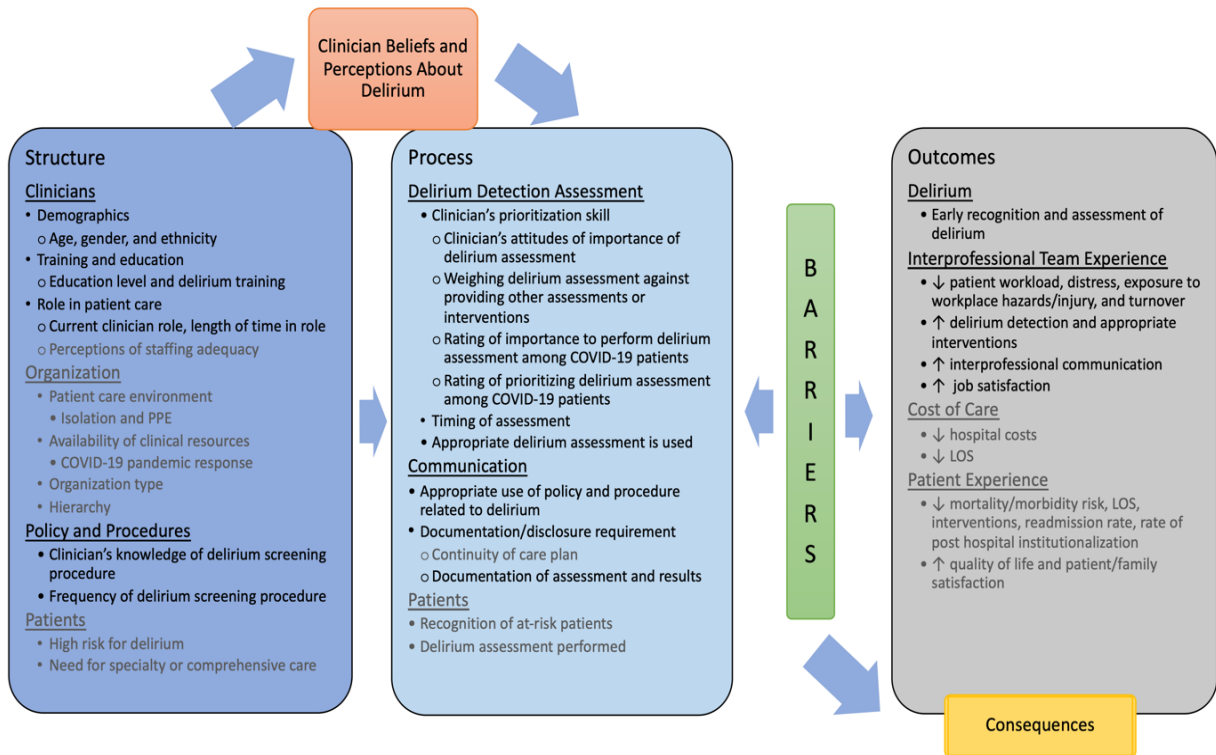 Clinician Beliefs and
Perceptions About
Delirium
Structure
Clinicians
• Demographics
o Age, gender, and ethnicity
• Training and education
o Education level and delirium training
• Role in patient care
o Current clinician role, length of time in role
o Perceptions of staffing adequacy
Organization
• Patient care environment
• Isolation and PPE
• Availability of clinical resources
• COVID-19 pandemic response
• Organization type
• Hierarchy
Policy and Procedures
• Clinician's knowledge of delirium screening
procedure
• Frequency of delirium screening procedure
Patients
• High risk for delirium
• Need for specialty or comprehensive care
Process
Delirium Detection Assessment
• Clinician's prioritization skill
o Clinician's attitudes of importance of
delirium assessment
o Weighing delirium assessment against
providing other assessments or
interventions
o Rating of importance to perform delirium
assessment among COVID-19 patients
o Rating of prioritizing delirium assessment
among COVID-19 patients
• Timing of assessment
• Appropriate delirium assessment is used
Communication
• Appropriate use of policy and procedure
related to delirium
• Documentation/disclosure requirement
o Continuity of care plan
o Documentation of assessment and results
Patients
• Recognition of at-risk patients
• Delirium assessment performed
B
A
R
R
I
E
R
S
Outcomes
Delirium
• Early recognition and assessment of
delirium
Interprofessional Team Experience
• ↓ patient workload, distress, exposure to
workplace hazards/injury, and turnover
• ↑ delirium detection and appropriate
interventions
• ↑ interprofessional communication
• ↑ job satisfaction
Cost of Care
• ↓ hospital costs
• ↓ LOS
Patient Experience
• ↓ mortality/morbidity risk, LOS,
interventions, readmission rate, rate of
post hospital institutionalization
• ↑ quality of life and patient/family
satisfaction
Consequences